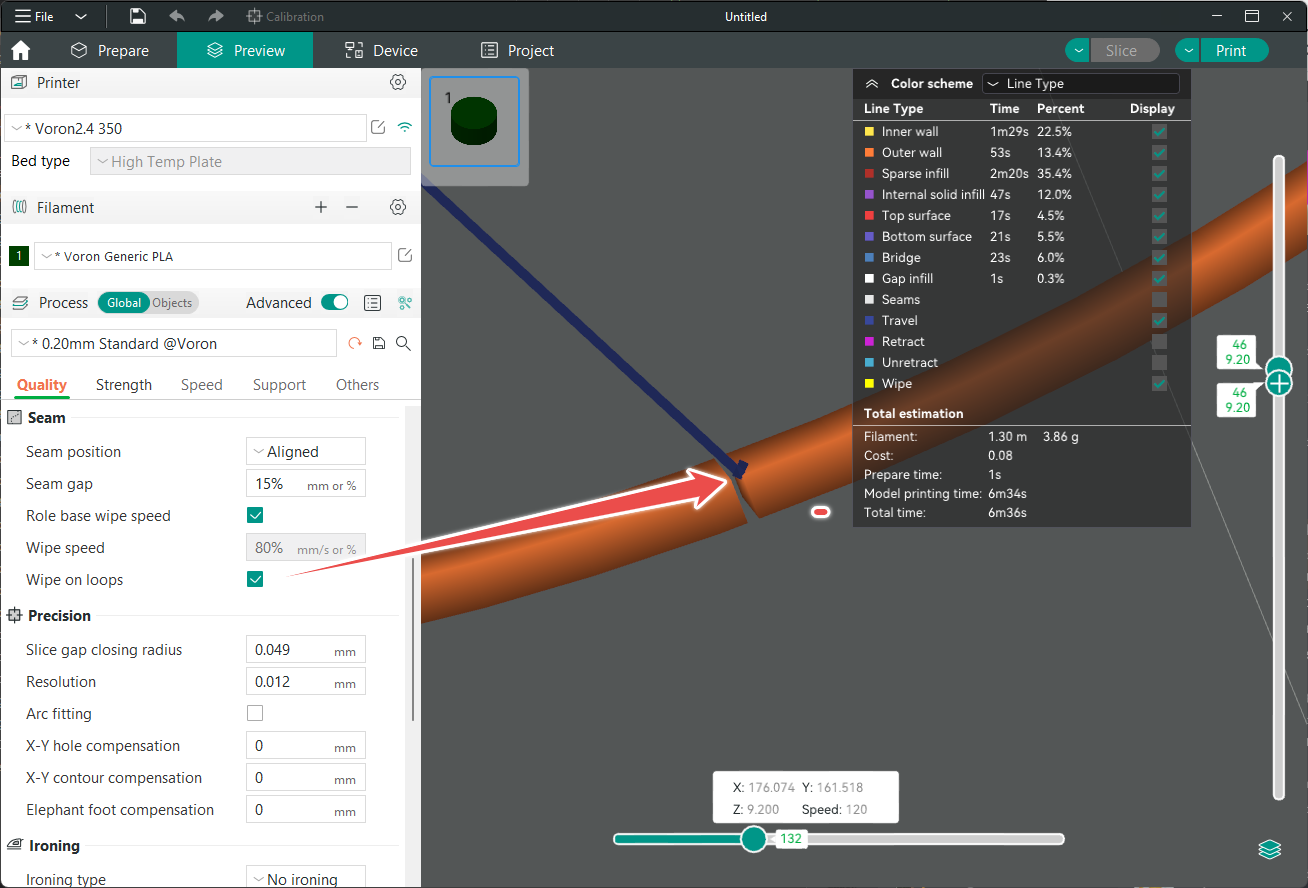 File
Calibration
Untitled
Prepare
Preview
Device
Project
Slice
Print
Printer
* Voron2.4 350
Bed type
High Temp Plate
Filament
1
* Voron Generic PLA
Process
Global
Objects
Advanced
* 0.20mm Standard @Voron
Quality
Strength
Speed
Support
Others
Seam
Seam position
Aligned
Seam gap
15% mm or %
Role base wipe speed
Wipe speed
80% mm/s or %
Wipe on loops
Precision
Slice gap closing radius
0.049 mm
Resolution
0.012 mm
Arc fitting
X-Y hole compensation
0 mm
X-Y contour compensation
0 mm
Elephant foot compensation
0 mm
Ironing
Ironing type
No ironing
1
Color scheme
Line Type
Line Type Time Percent Display
Inner wall 1m29s 22.5%
Outer wall 53s 13.4%
Sparse infill 2m20s 35.4%
Internal solid infill 47s 12.0%
Top surface 17s 4.5%
Bottom surface 21s 5.5%
Bridge 23s 6.0%
Gap infill 1s 0.3%
Seams
Travel
Retract
Unretract
Wipe
Total estimation
Filament: 1.30 m 3.86 g
Cost: 0.08
Prepare time: 1s
Model printing time: 6m34s
Total time: 6m36s
46
9.20
46
9.20
X: 176.074 Y: 161.518
Z: 9.200 Speed: 120
132